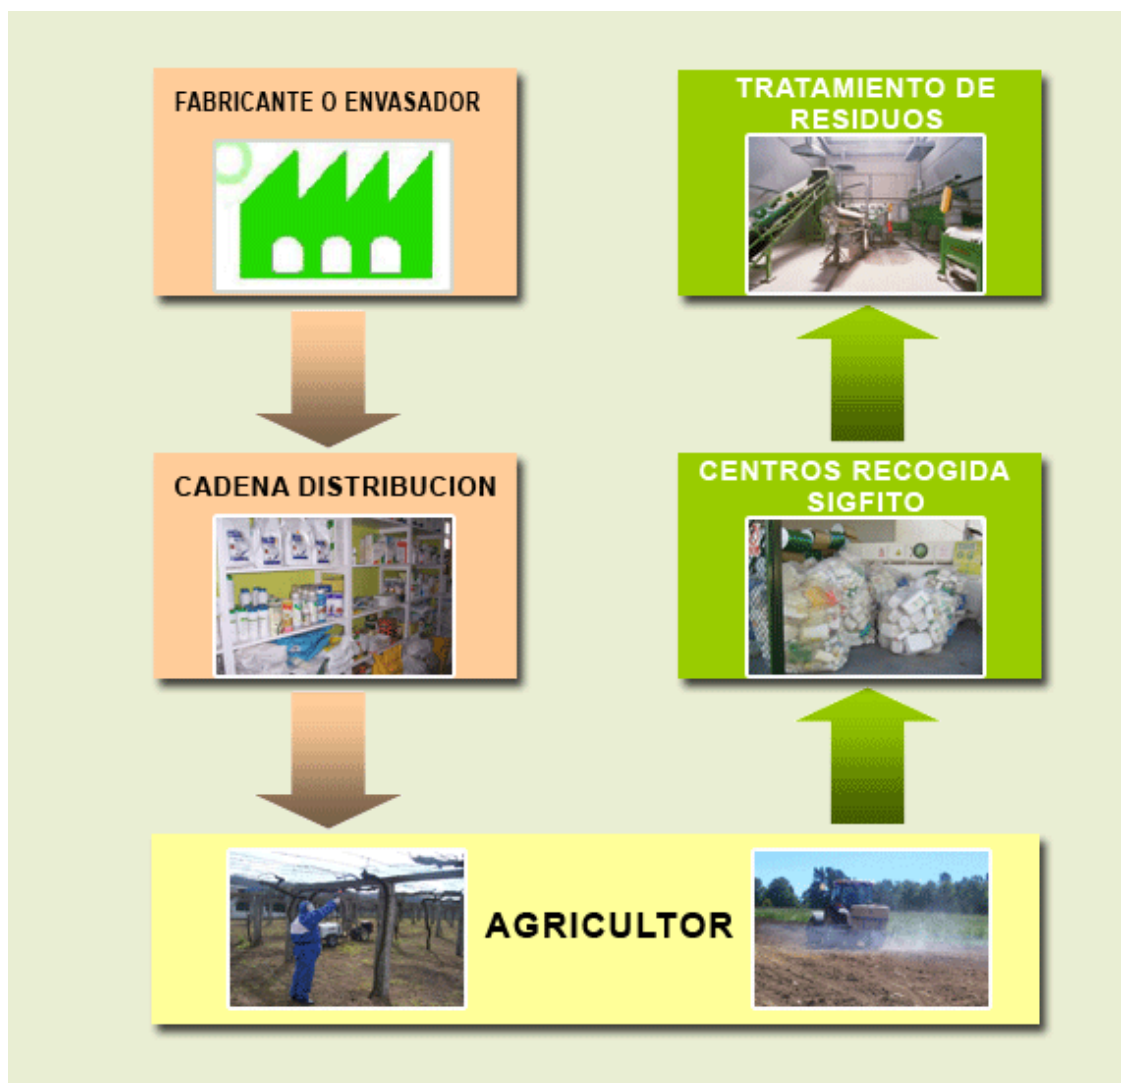 FABRICANTE O ENVASADOR
CADENA DISTRIBUCION
AGRICULTOR
CENTROS RECOGIDA
SIGFITO
TRATAMIENTO DE
RESIDUOS